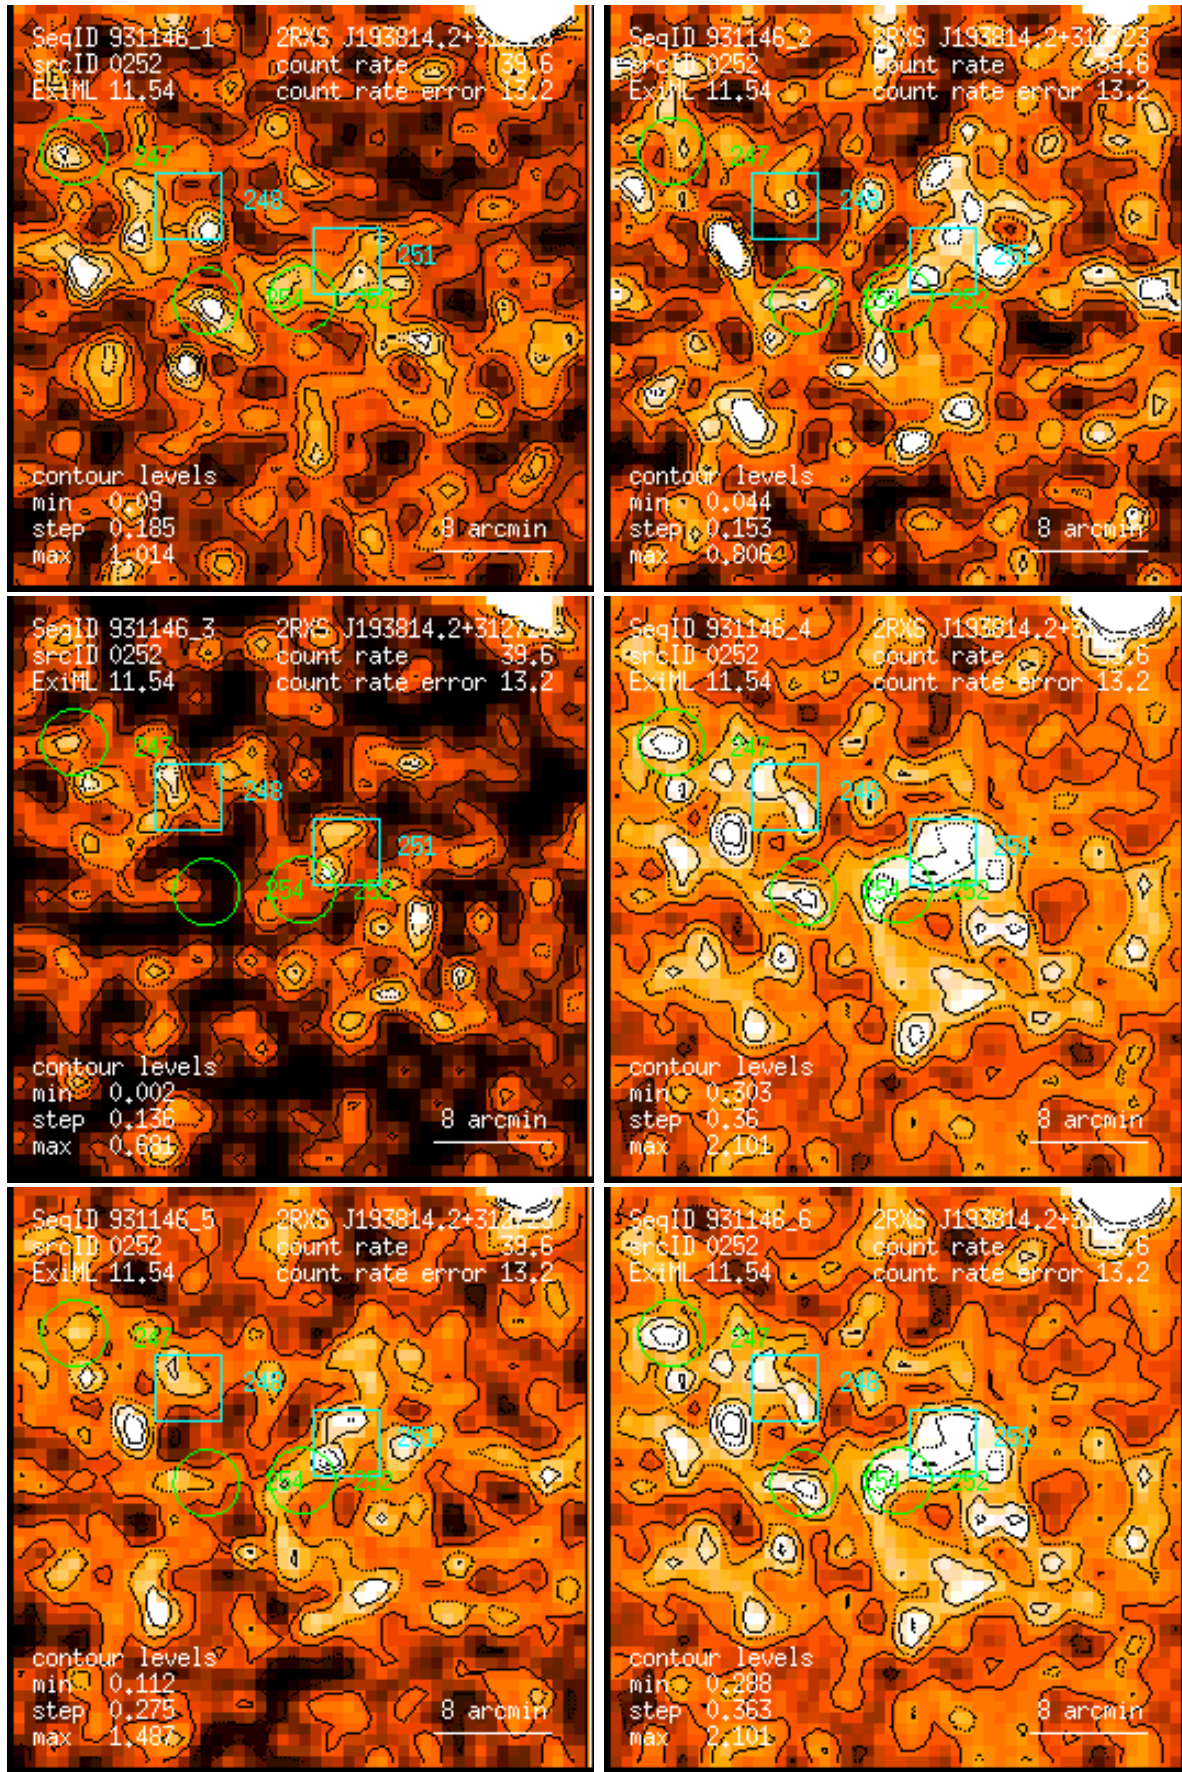 SeqID 931146_1 2RXS
srcID 0252 count rate 39.6
ExiML 11.54 count rate error 13.2
247
248
251
254 252
contour levels
min 0.09
step 0.185 8 arcmin
max 1.014
SeqID 931146_2 2RXS
srcID 0252 count rate 39.6
ExiML 11.54 count rate error 13.2
247
248
251
254 252
contour levels
min 0.044
step 0.153 8 arcmin
max 0.806
SeqID 931146_3 2RXS
srcID 0252 count rate 39.6
ExiML 11.54 count rate error 13.2
247
248
251
254 252
contour levels
min 0.002
step 0.136 8 arcmin
max 0.681
SeqID 931146_4 2RXS
srcID 0252 count rate 39.6
ExiML 11.54 count rate error 13.2
247
248
251
254 252
contour levels
min 0.303
step 0.36 8 arcmin
max 2.101
SeqID 931146_5 2RXS
srcID 0252 count rate 39.6
ExiML 11.54 count rate error 13.2
247
248
251
254 252
contour levels
min 0.112
step 0.275 8 arcmin
max 1.487
SeqID 931146_6 2RXS
srcID 0252 count rate 39.6
ExiML 11.54 count rate error 13.2
247
248
251
254 252
contour levels
min 0.288
step 0.363 8 arcmin
max 2.101